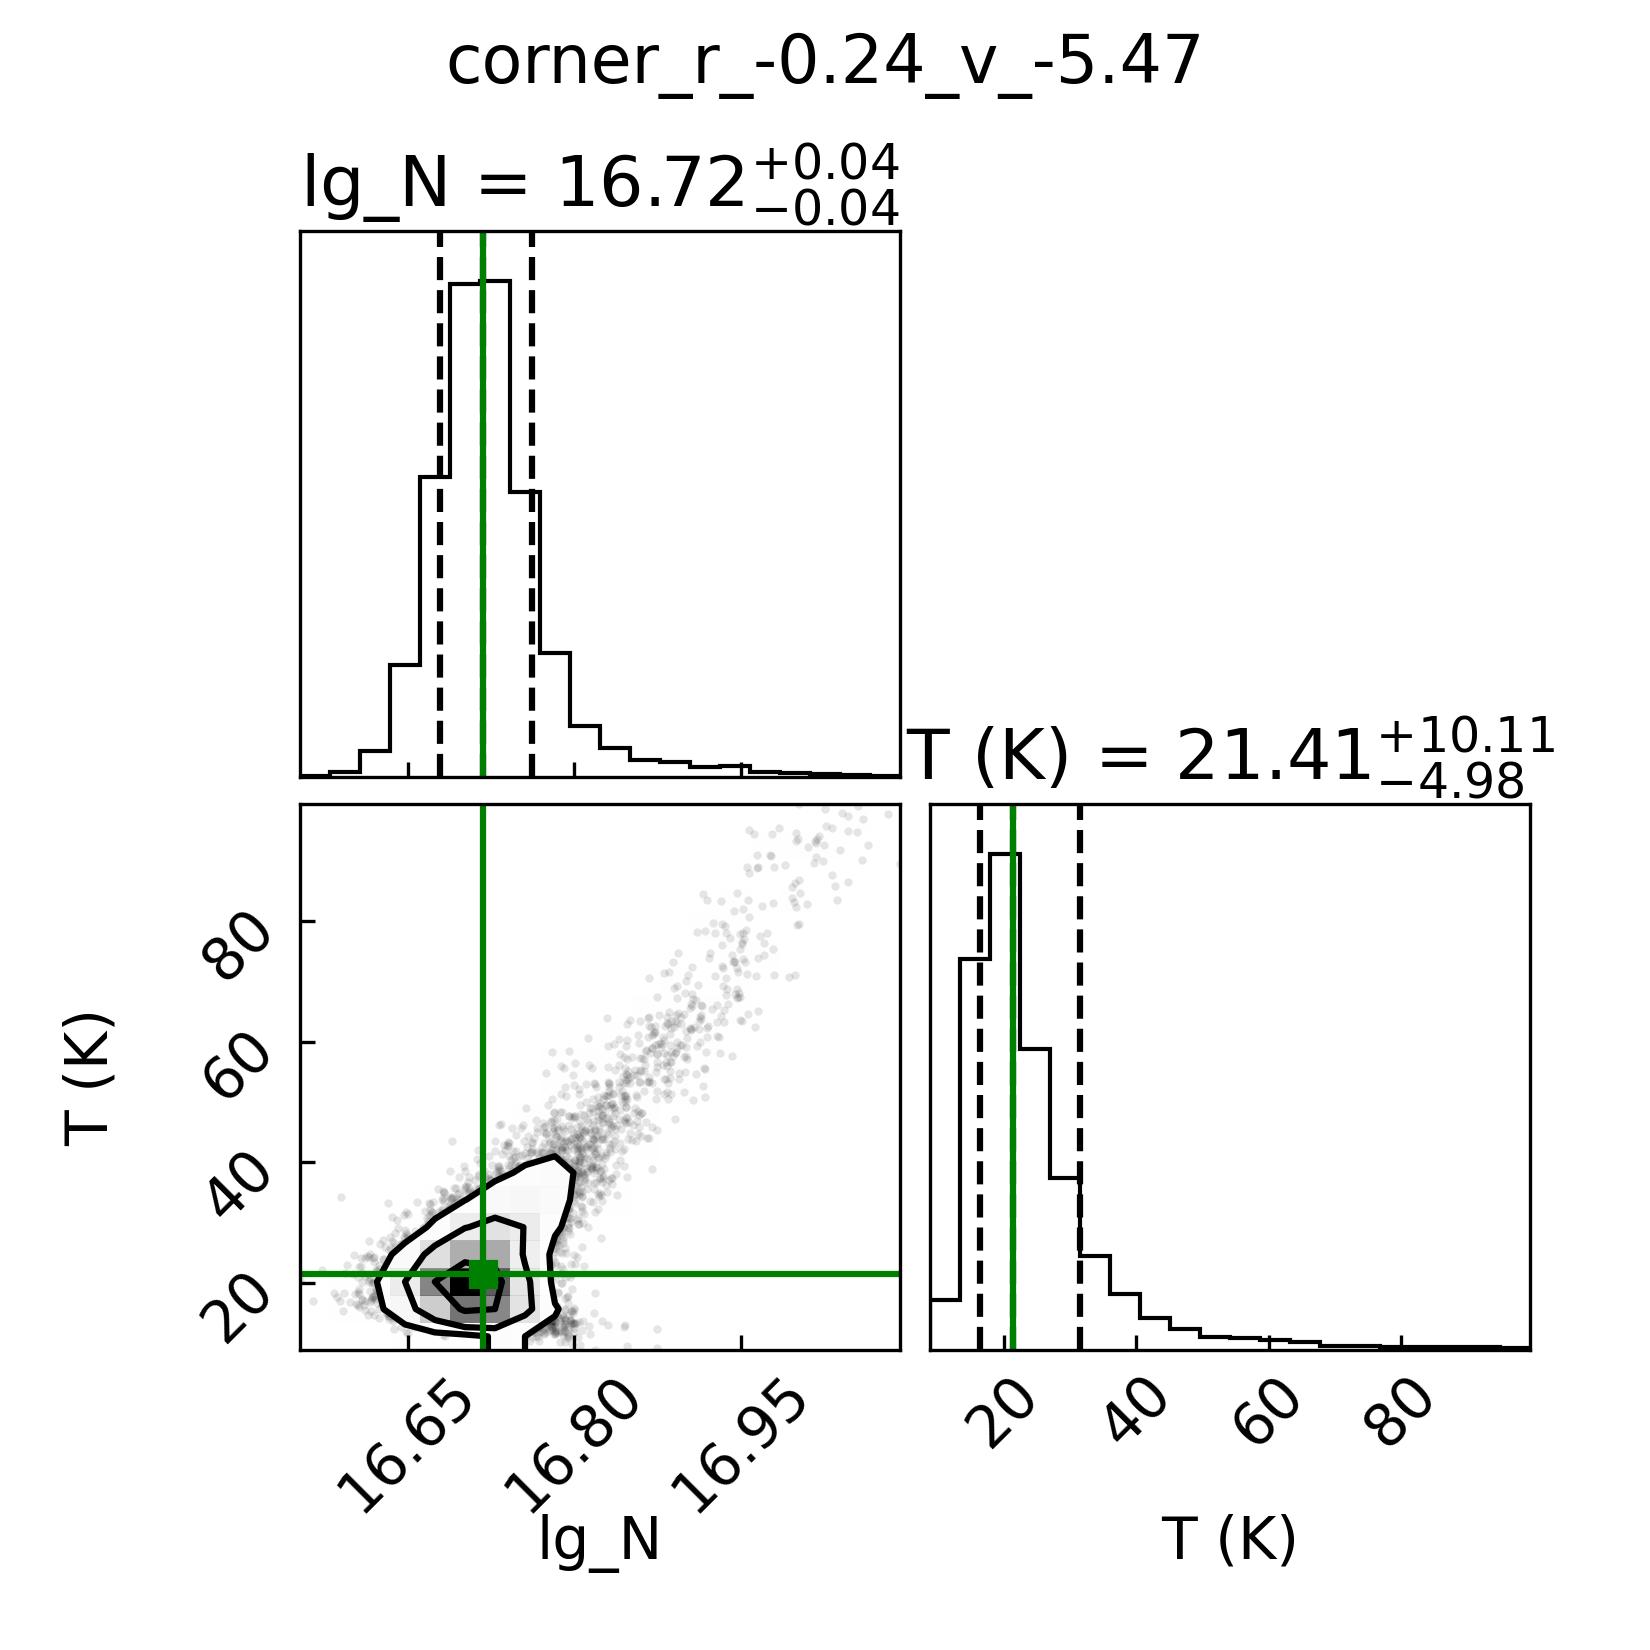 corner_r_-0.24_v_-5.47
lg_N = 16.72+0.04−0.04
T (K) = 21.41+10.11−4.98
80
60
40
20
T (K)
16.65 16.80 16.95
20 40 60 80
lg_N
T (K)